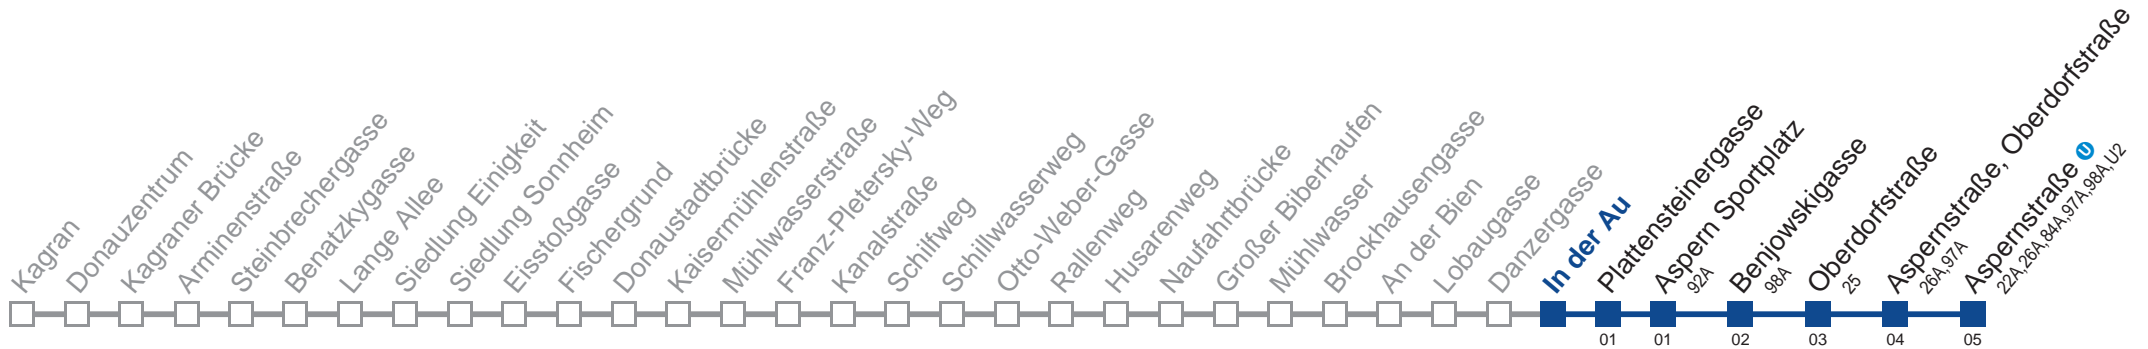 Kagran
Donauzentrum
Kagraner Brücke
Arminenstraße
Steinbrechergasse
Benatzkygasse
Lange Allee
Siedlung Einigkeit
Siedlung Sonnheim
Eisstoßgasse
Fischergrund
Donaustadtbrücke
Kaisermühlenstraße
Mühlwasserstraße
Franz-Pletersky-Weg
Kanalstraße
Schilfweg
Schillwasserweg
Otto-Weber-Gasse
Rallenweg
Husarenweg
Naufahrtbrücke
Großer Biberhaufen
Mühlwasser
Brockhausengasse
An der Bien
Lobaugasse
Danzergasse
In der Au
Plattensteinergasse
Aspern Sportplatz
92A
Benjowskigasse
98A
Oberdorfstraße
25
Aspernstraße, Oberdorfstraße
26A,97A
Aspernstraße U
22A,26A,84A,97A,98A,U2
01
01
02
03
04
05